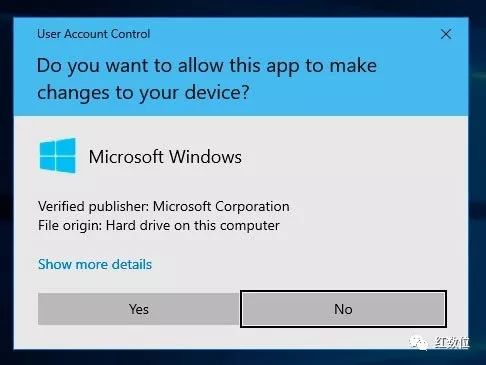 User Account Control
Do you want to allow this app to make
changes to your device?
Microsoft Windows
Verified publisher: Microsoft Corporation
File origin: Hard drive on this computer
Show more details
Yes
No
红数位